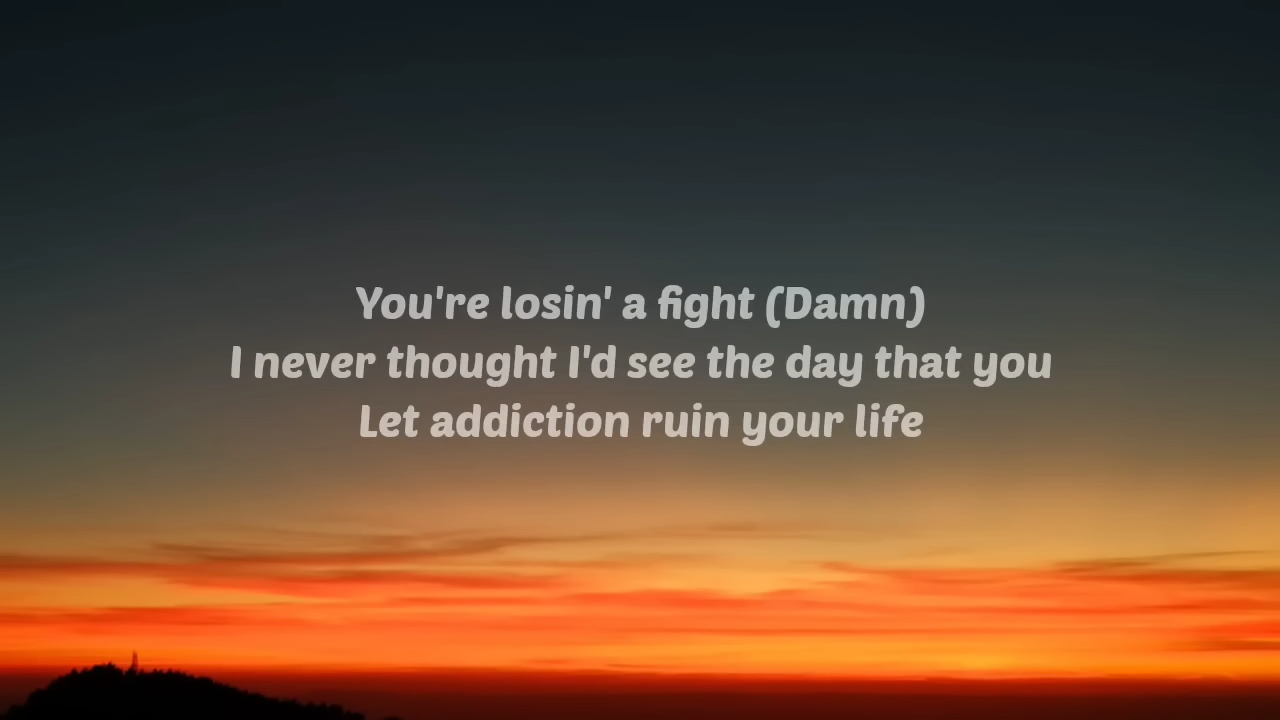 You're losin' a fight (Damn)
I never thought I'd see the day that you
Let addiction ruin your life